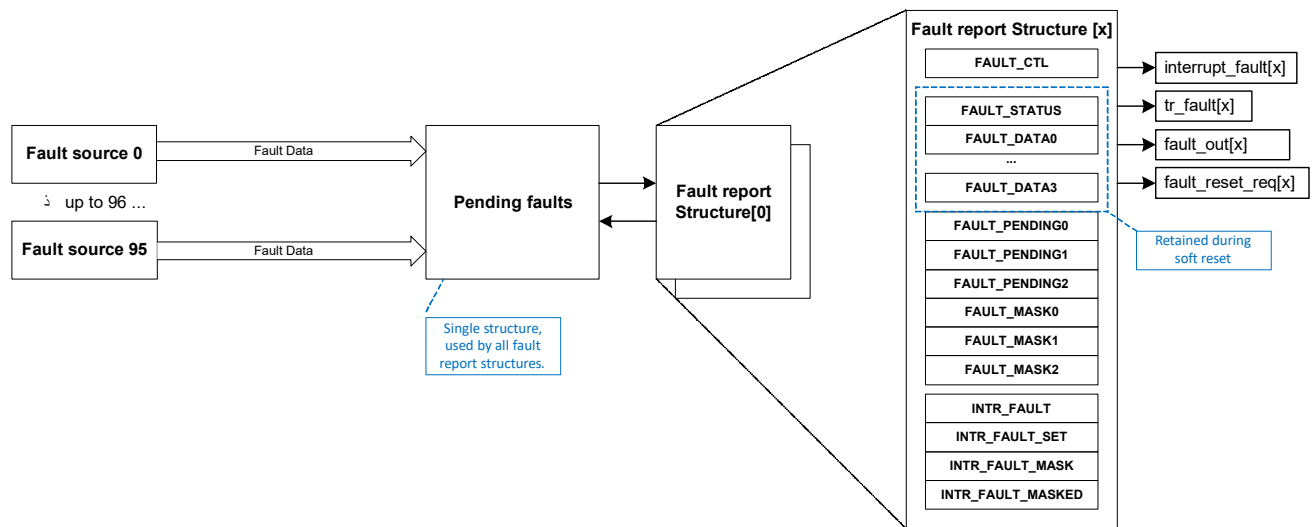 Fault source 0
Fault Data
ذ up to 96 ...
Fault source 95
Fault Data
Pending faults
Single structure,
used by all fault
report structures.
Fault report
Structure[0]
Fault report Structure [x]
FAULT_CTL
FAULT_STATUS
FAULT_DATA0
...
FAULT_DATA3
FAULT_PENDING0
FAULT_PENDING1
FAULT_PENDING2
FAULT_MASK0
FAULT_MASK1
FAULT_MASK2
INTR_FAULT
INTR_FAULT_SET
INTR_FAULT_MASK
INTR_FAULT_MASKED
interrupt_fault[x]
tr_fault[x]
fault_out[x]
fault_reset_req[x]
Retained during
soft reset